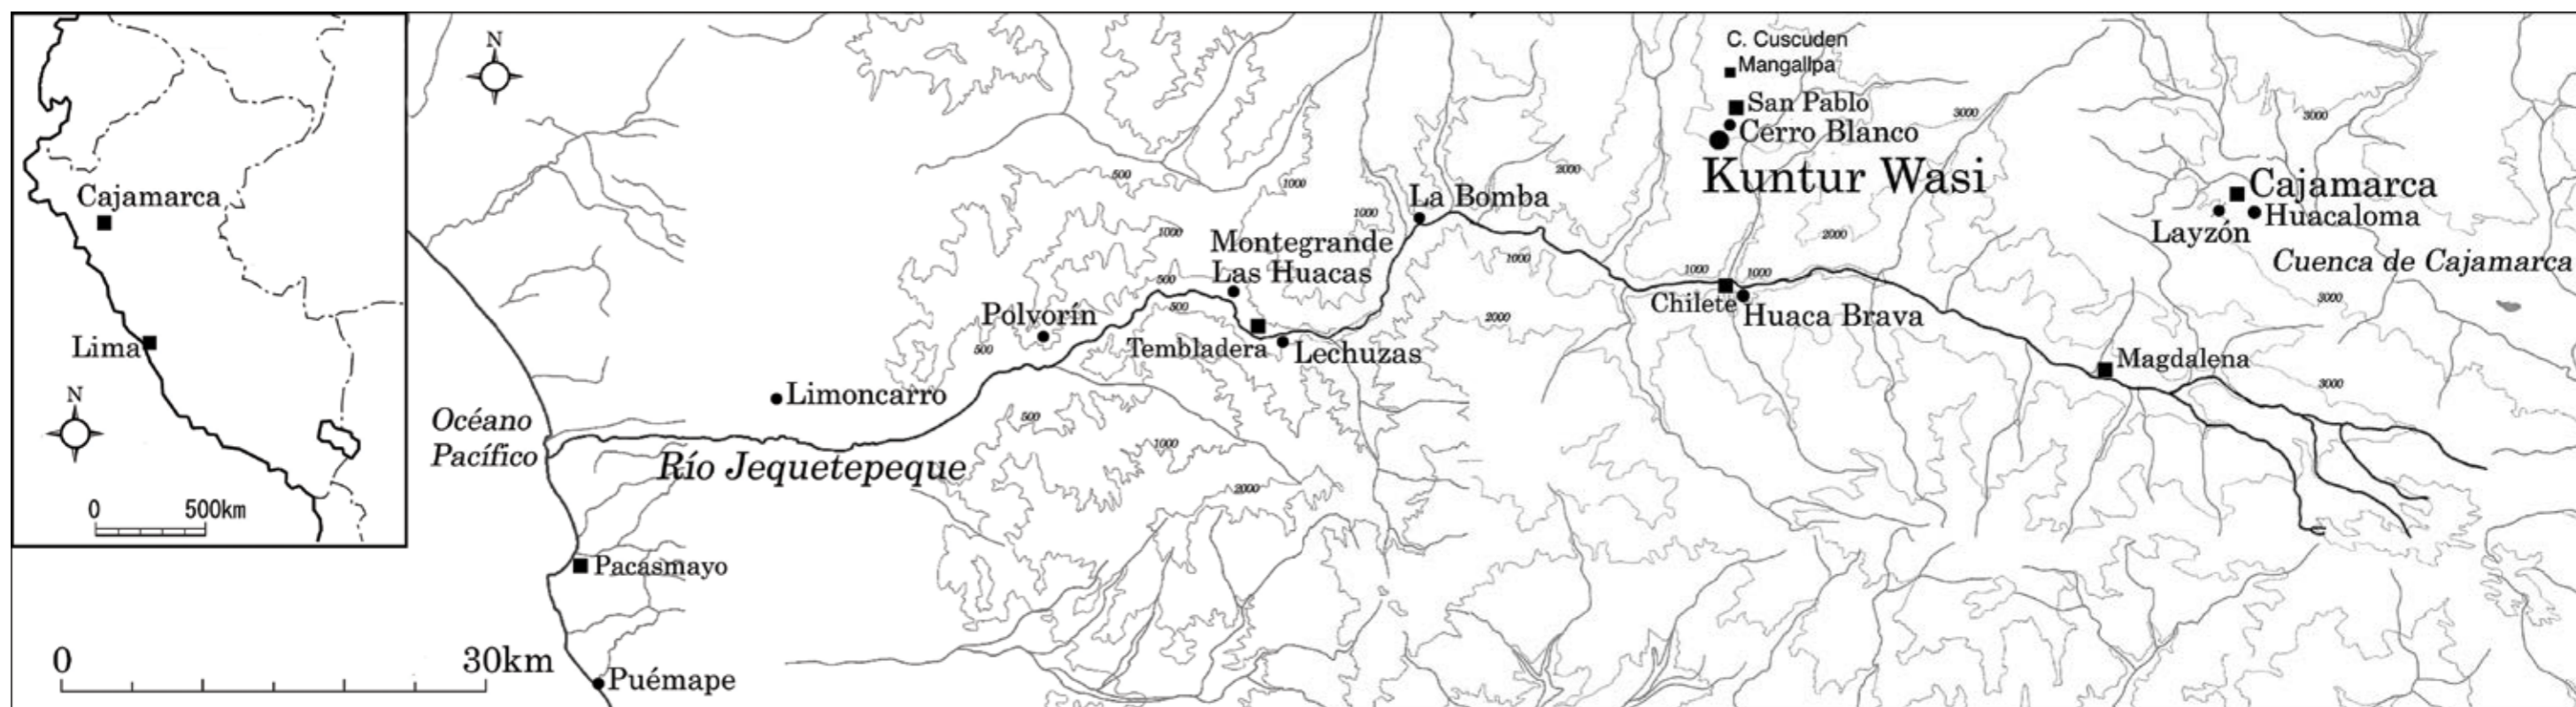 Cajamarca
Lima
N
0 500km
N
Océano
Pacífico
Río Jequetepeque
Limoncarro
Pacasmayo
Puémape
0 30km
Polvorín
500
500
500
1000
500
500
1000
1000
1000
2000
Montegrande
Las Huacas
Tembladera
Lechuzas
La Bomba
2000
1000
2000
C. Cuscuden
Mangallpa
San Pablo
Cerro Blanco
Kuntur Wasi
3000
2000
1000
1000
Chilete
Huaca Brava
Magdalena
3000
Cajamarca
Huacaloma
Layzón
Cuenca de Cajamarca
3000
3000